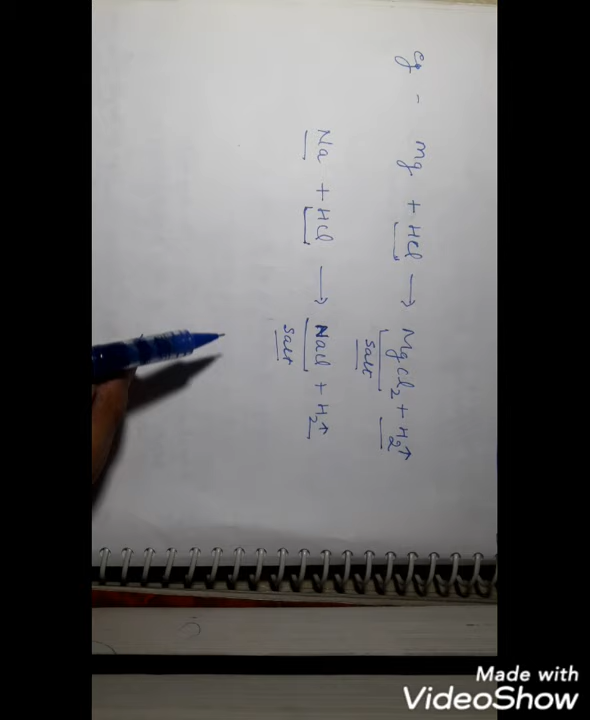 Eg - Mg + HCl → MgCl2 + H2↑
Salt
Na + HCl → NaCl + H2↑
Salt
Made with
VideoShow